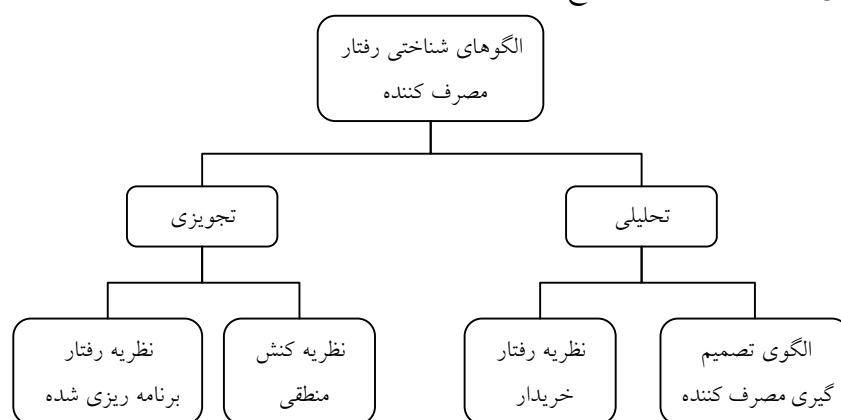 الگوهای شناختی رفتار
مصرف کننده
تحلیلی
تجویزی
الگوی تصمیم
گیری مصرف کننده
نظریه رفتار
خریدار
نظریه کنش
منطقی
نظریه رفتار
برنامه ریزی شده